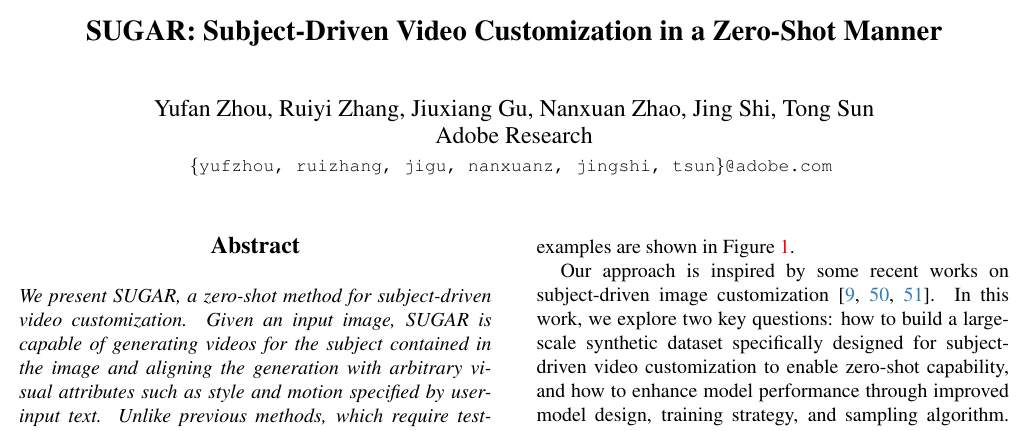 SUGAR: Subject-Driven Video Customization in a Zero-Shot Manner
Yufan Zhou, Ruiyi Zhang, Jiuxiang Gu, Nanxuan Zhao, Jing Shi, Tong Sun
Adobe Research
{yufzhou, ruizhang, jigu, nanxuanz, jingshi, tsun}@adobe.com
Abstract
We present SUGAR, a zero-shot method for subject-driven
video customization. Given an input image, SUGAR is
capable of generating videos for the subject contained in
the image and aligning the generation with arbitrary vi-
sual attributes such as style and motion specified by user-
input text. Unlike previous methods, which require test-
examples are shown in Figure 1.
Our approach is inspired by some recent works on
subject-driven image customization [9, 50, 51]. In this
work, we explore two key questions: how to build a large-
scale synthetic dataset specifically designed for subject-
driven video customization to enable zero-shot capability,
and how to enhance model performance through improved
model design, training strategy, and sampling algorithm.